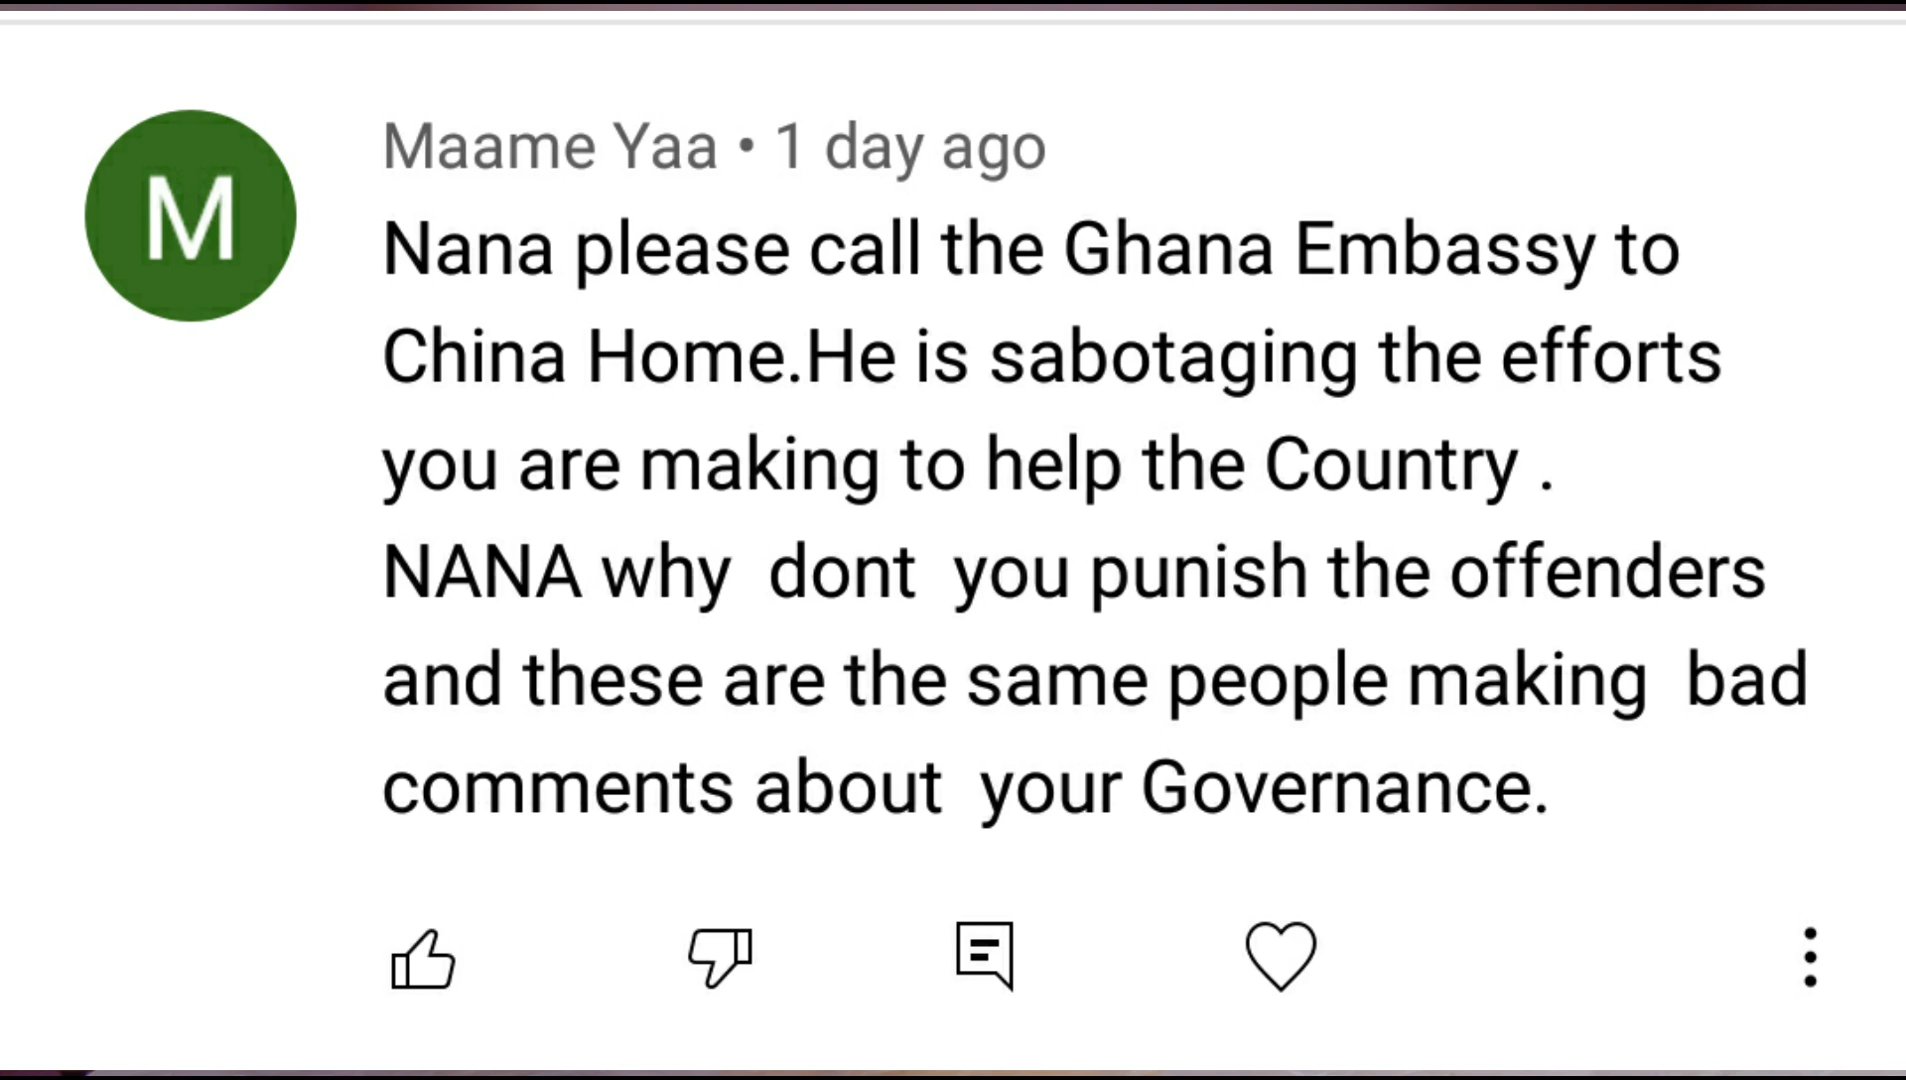 M
Maame Yaa • 1 day ago
Nana please call the Ghana Embassy to
China Home.He is sabotaging the efforts
you are making to help the Country .
NANA why  dont  you punish the offenders
and these are the same people making  bad
comments about  your Governance.